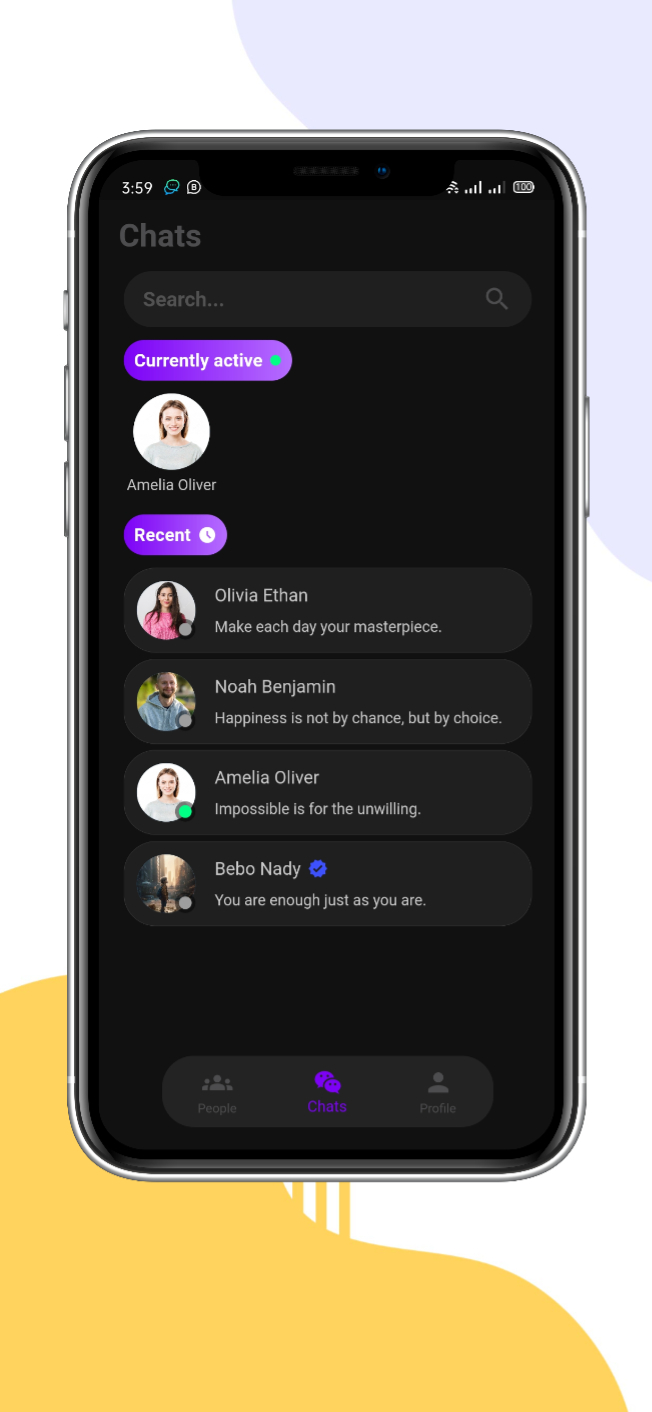 3:59
100
Chats
Search...
Currently active
Amelia Oliver
Recent
Olivia Ethan
Make each day your masterpiece.
Noah Benjamin
Happiness is not by chance, but by choice.
Amelia Oliver
Impossible is for the unwilling.
Bebo Nady
You are enough just as you are.
People
Chats
Profile